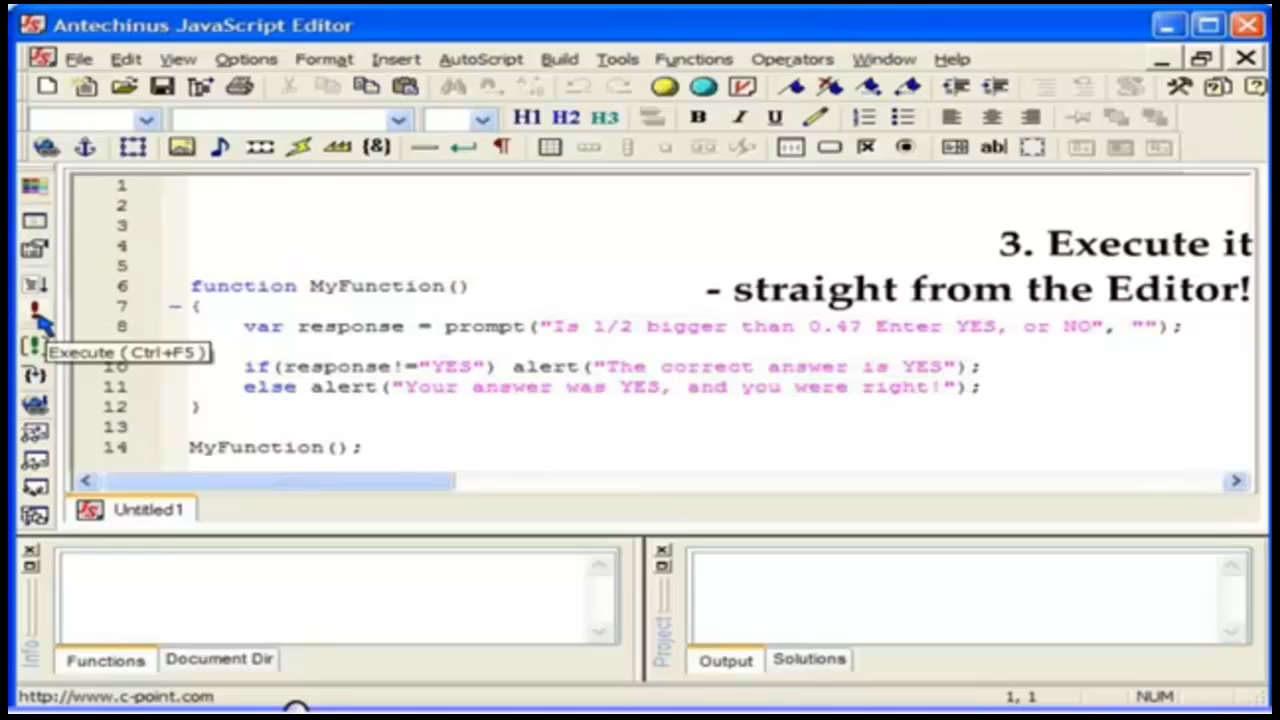 Antechinus JavaScript Editor
File Edit View Options Format Insert AutoScript Build Tools Functions Operators Window Help
H1 H2 H3 B I U
{&} ab|
1
2
3
3. Execute it
4
5
- straight from the Editor!
6 function MyFunction()
7 {
8 var response = prompt("Is 1/2 bigger than 0.4? Enter YES, or NO", "");
Execute (Ctrl+F5)
10 if(response!="YES") alert("The correct answer is YES");
11 else alert("Your answer was YES, and you were right!");
12 }
13
14 MyFunction();
Untitled1
Info
Project
Functions Document Dir
Output Solutions
http://www.c-point.com 1, 1 NUM